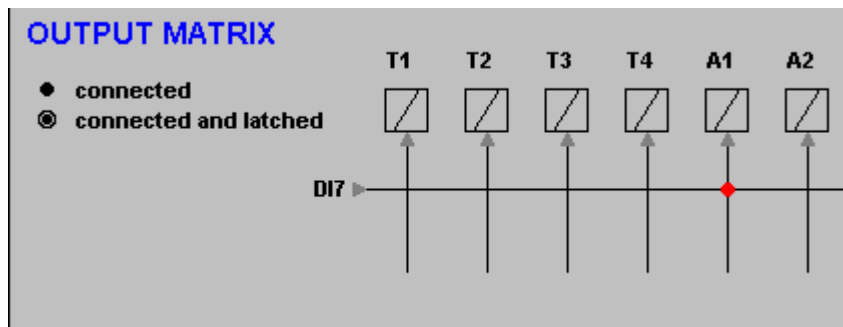 OUTPUT MATRIX
connected
connected and latched
T1 T2 T3 T4 A1 A2
DI7